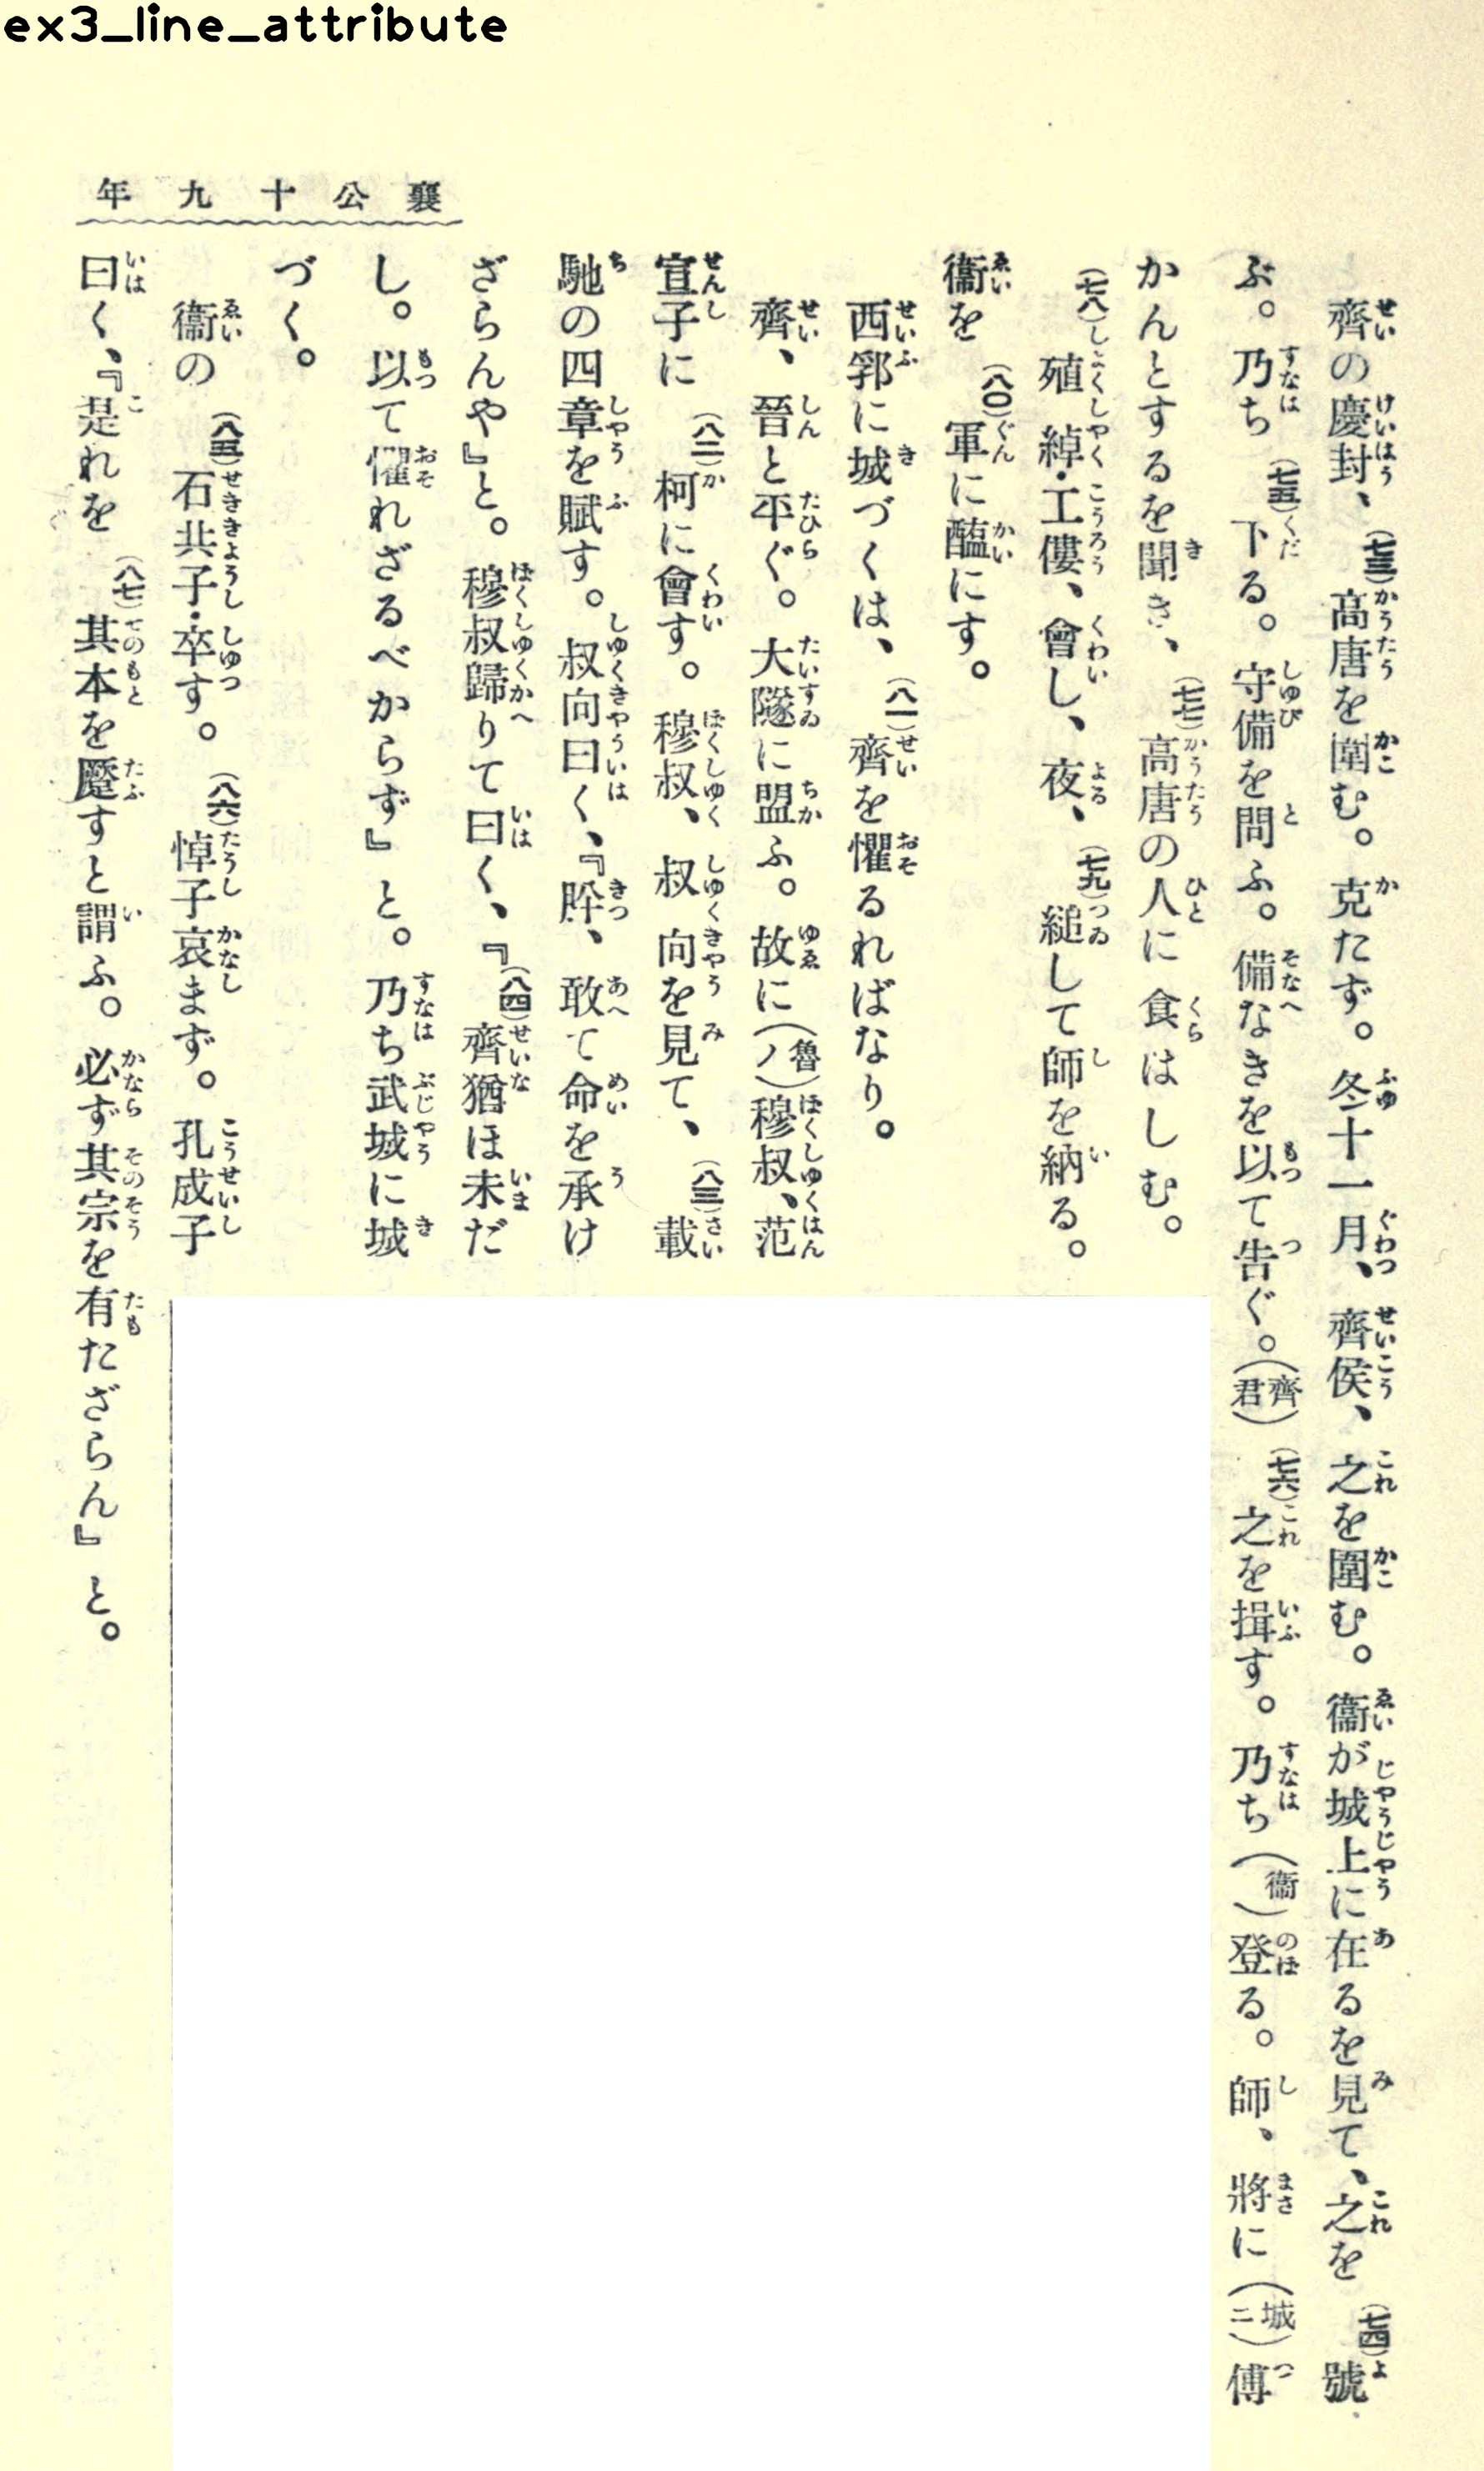 ex3_line_attribute
襄公十九年
齊の慶封、(七三)高唐を圍む。克たず。冬十一月、齊侯、之を圍む。衞が城上に在るを見て、之を(七四)號
ぶ。乃ち(七五)下る。守備を問ふ。備なきを以て告ぐ。(齊君)(七六)之を揖す。乃ち(衞)登る。師、將に(城ニ)傅
かんとするを聞き、(七七)高唐の人に食はしむ。
(七八)殖綽・工僂、會し、夜、(七九)縋して師を納る。
衞を(八〇)軍に醢にす。
西郛に城づくは、(八一)齊を懼るればなり。
齊、晉と平ぐ。大隧に盟ふ。故に(魯ノ)穆叔、范
宣子に(八二)柯に會す。穆叔、叔向を見て、(八三)載
馳の四章を賦す。叔向曰く、『肸、敢て命を承け
ざらんや』と。穆叔歸りて曰く、『(八四)齊猶ほ未だ
し。以て懼れざるべからず』と。乃ち武城に城
づく。
衞の(八五)石共子・卒す。(八六)悼子哀まず。孔成子
曰く、『是れを(八七)其本を蹷すと謂ふ。必ず其宗を有たざらん』と。